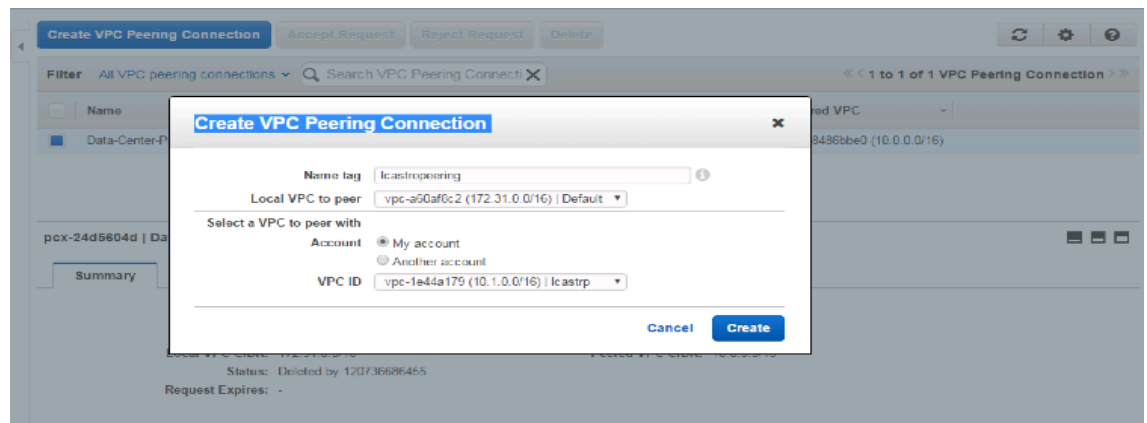 Create VPC Peering Connection Accept Request Reject Request Delete
Filter All VPC peering connections Search VPC Peering Connecti
1 to 1 of 1 VPC Peering Connection
Name
red VPC
Data-Center-P
8486bbe0 (10.0.0.0/16)
Create VPC Peering Connection
Name tag lcastropeering
Local VPC to peer vpc-a60af6c2 (172.31.0.0/16) | Default
Select a VPC to peer with
Account My account
Another account
VPC ID vpc-1e44a179 (10.1.0.0/16) | lcastrp
Cancel Create
pcx-24d5604d | Da
Summary
Status: Deleted by 120736686465
Request Expires: -